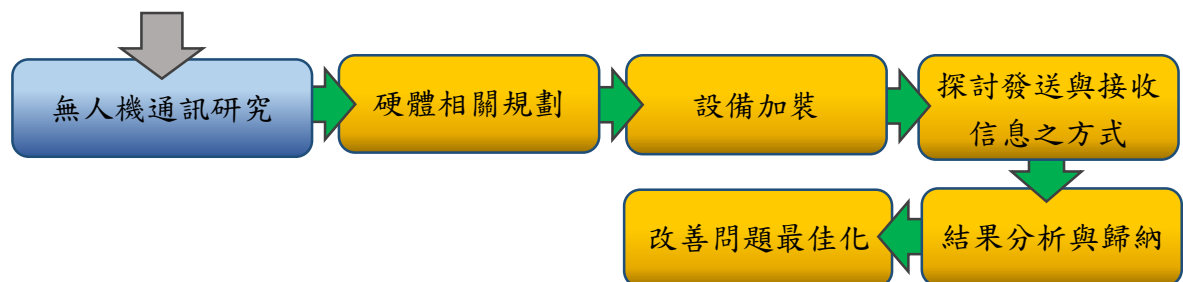 無人機通訊研究
硬體相關規劃
設備加裝
探討發送與接收
信息之方式
結果分析與歸納
改善問題最佳化